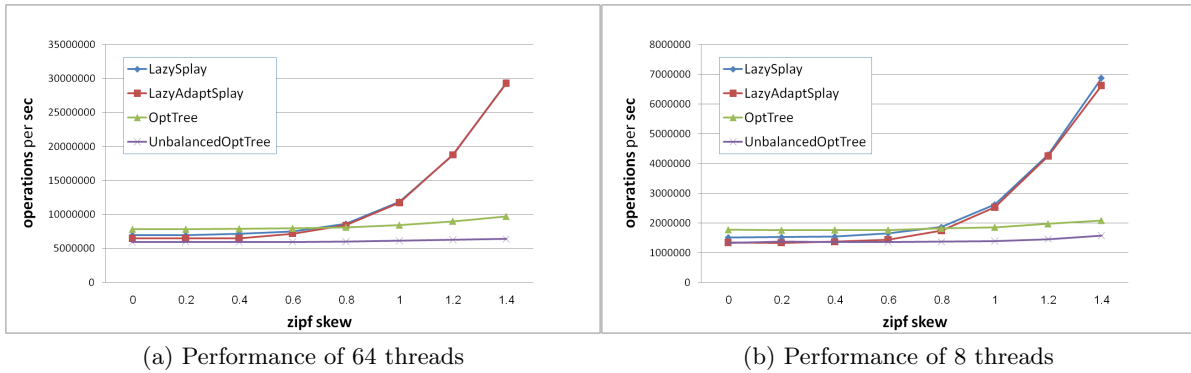 35000000
30000000
25000000
20000000
15000000
10000000
5000000
0
operations per sec
LazySplay
LazyAdaptSplay
OptTree
UnbalancedOptTree
0 0.2 0.4 0.6 0.8 1 1.2 1.4
zipf skew
(a) Performance of 64 threads
8000000
7000000
6000000
5000000
4000000
3000000
2000000
1000000
0
operations per sec
LazySplay
LazyAdaptSplay
OptTree
UnbalancedOptTree
0 0.2 0.4 0.6 0.8 1 1.2 1.4
zipf skew
(b) Performance of 8 threads